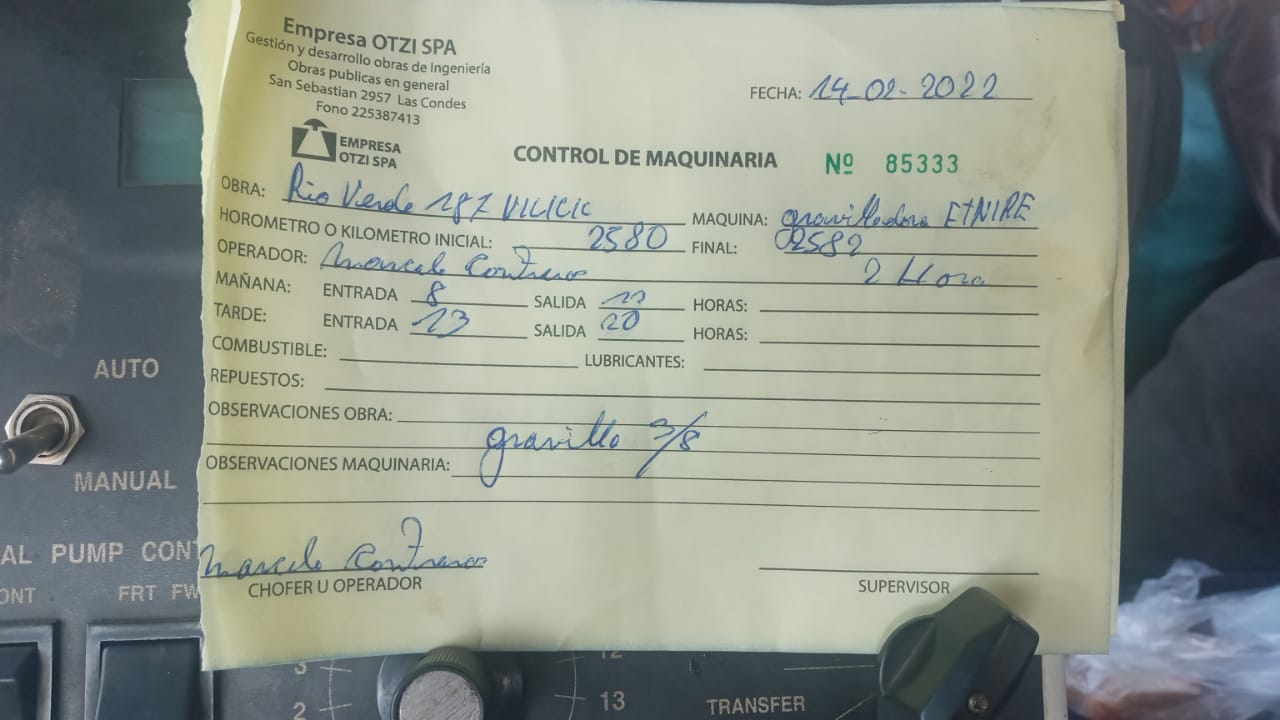 Empresa OTZI SPA
Gestión y desarrollo obras de Ingeniería
Obras publicas en general
San Sebastian 2957 Las Condes
Fono 225387413
EMPRESA
OTZI SPA
FECHA: 14-02-2022
CONTROL DE MAQUINARIA Nº 85333
OBRA: Rio Verde MAQUINA: gravilladora
HOROMETRO O KILOMETRO INICIAL: 2580 FINAL: 2582
OPERADOR: Marcelo Contreras 2 Hora
MAÑANA: ENTRADA 8 SALIDA HORAS:
TARDE: ENTRADA 13 SALIDA 20 HORAS:
COMBUSTIBLE: LUBRICANTES:
REPUESTOS:
OBSERVACIONES OBRA:
gravilla 3/8
OBSERVACIONES MAQUINARIA:
Marcelo Contreras
CHOFER U OPERADOR SUPERVISOR
AUTO
MANUAL
AL PUMP CONT
ONT FRT FW
3 12
2 13 TRANSFER